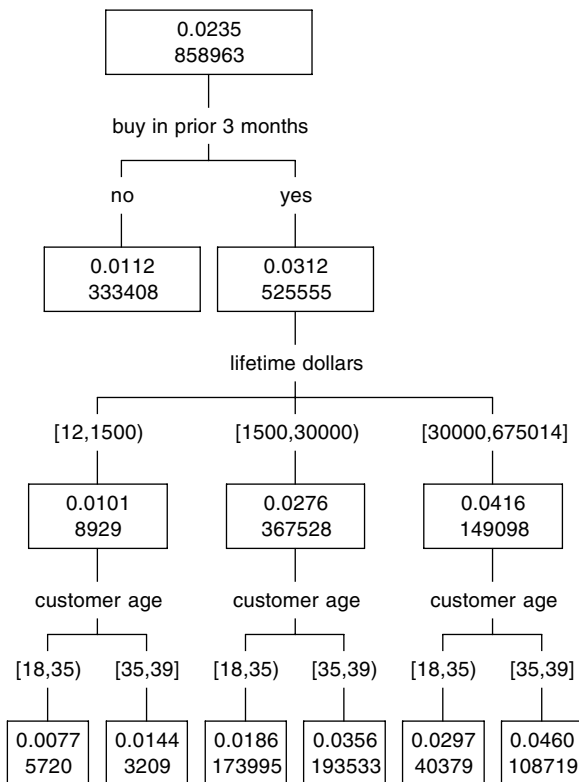 0.0235
858963
buy in prior 3 months
no yes
0.0112 0.0312
333408 525555
lifetime dollars
[12,1500) [1500,30000) [30000,675014]
0.0101 0.0276 0.0416
8929 367528 149098
customer age customer age customer age
[18,35) [35,39] [18,35) [35,39) [18,35) [35,39]
0.0077 0.0144 0.0186 0.0356 0.0297 0.0460
5720 3209 173995 193533 40379 108719